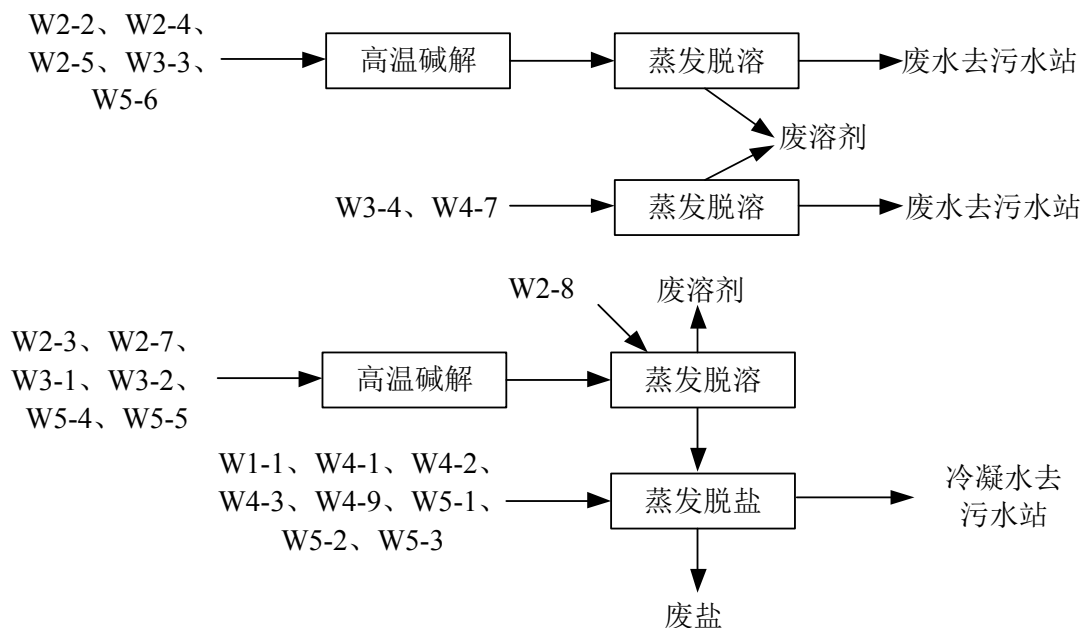 W2-2、W2-4、
W2-5、W3-3、
W5-6
高温碱解
蒸发脱溶
废水去污水站
废溶剂
W3-4、W4-7
蒸发脱溶
废水去污水站
W2-8
废溶剂
W2-3、W2-7、
W3-1、W3-2、
W5-4、W5-5
高温碱解
蒸发脱溶
W1-1、W4-1、W4-2、
W4-3、W4-9、W5-1、
W5-2、W5-3
蒸发脱盐
冷凝水去
污水站
废盐